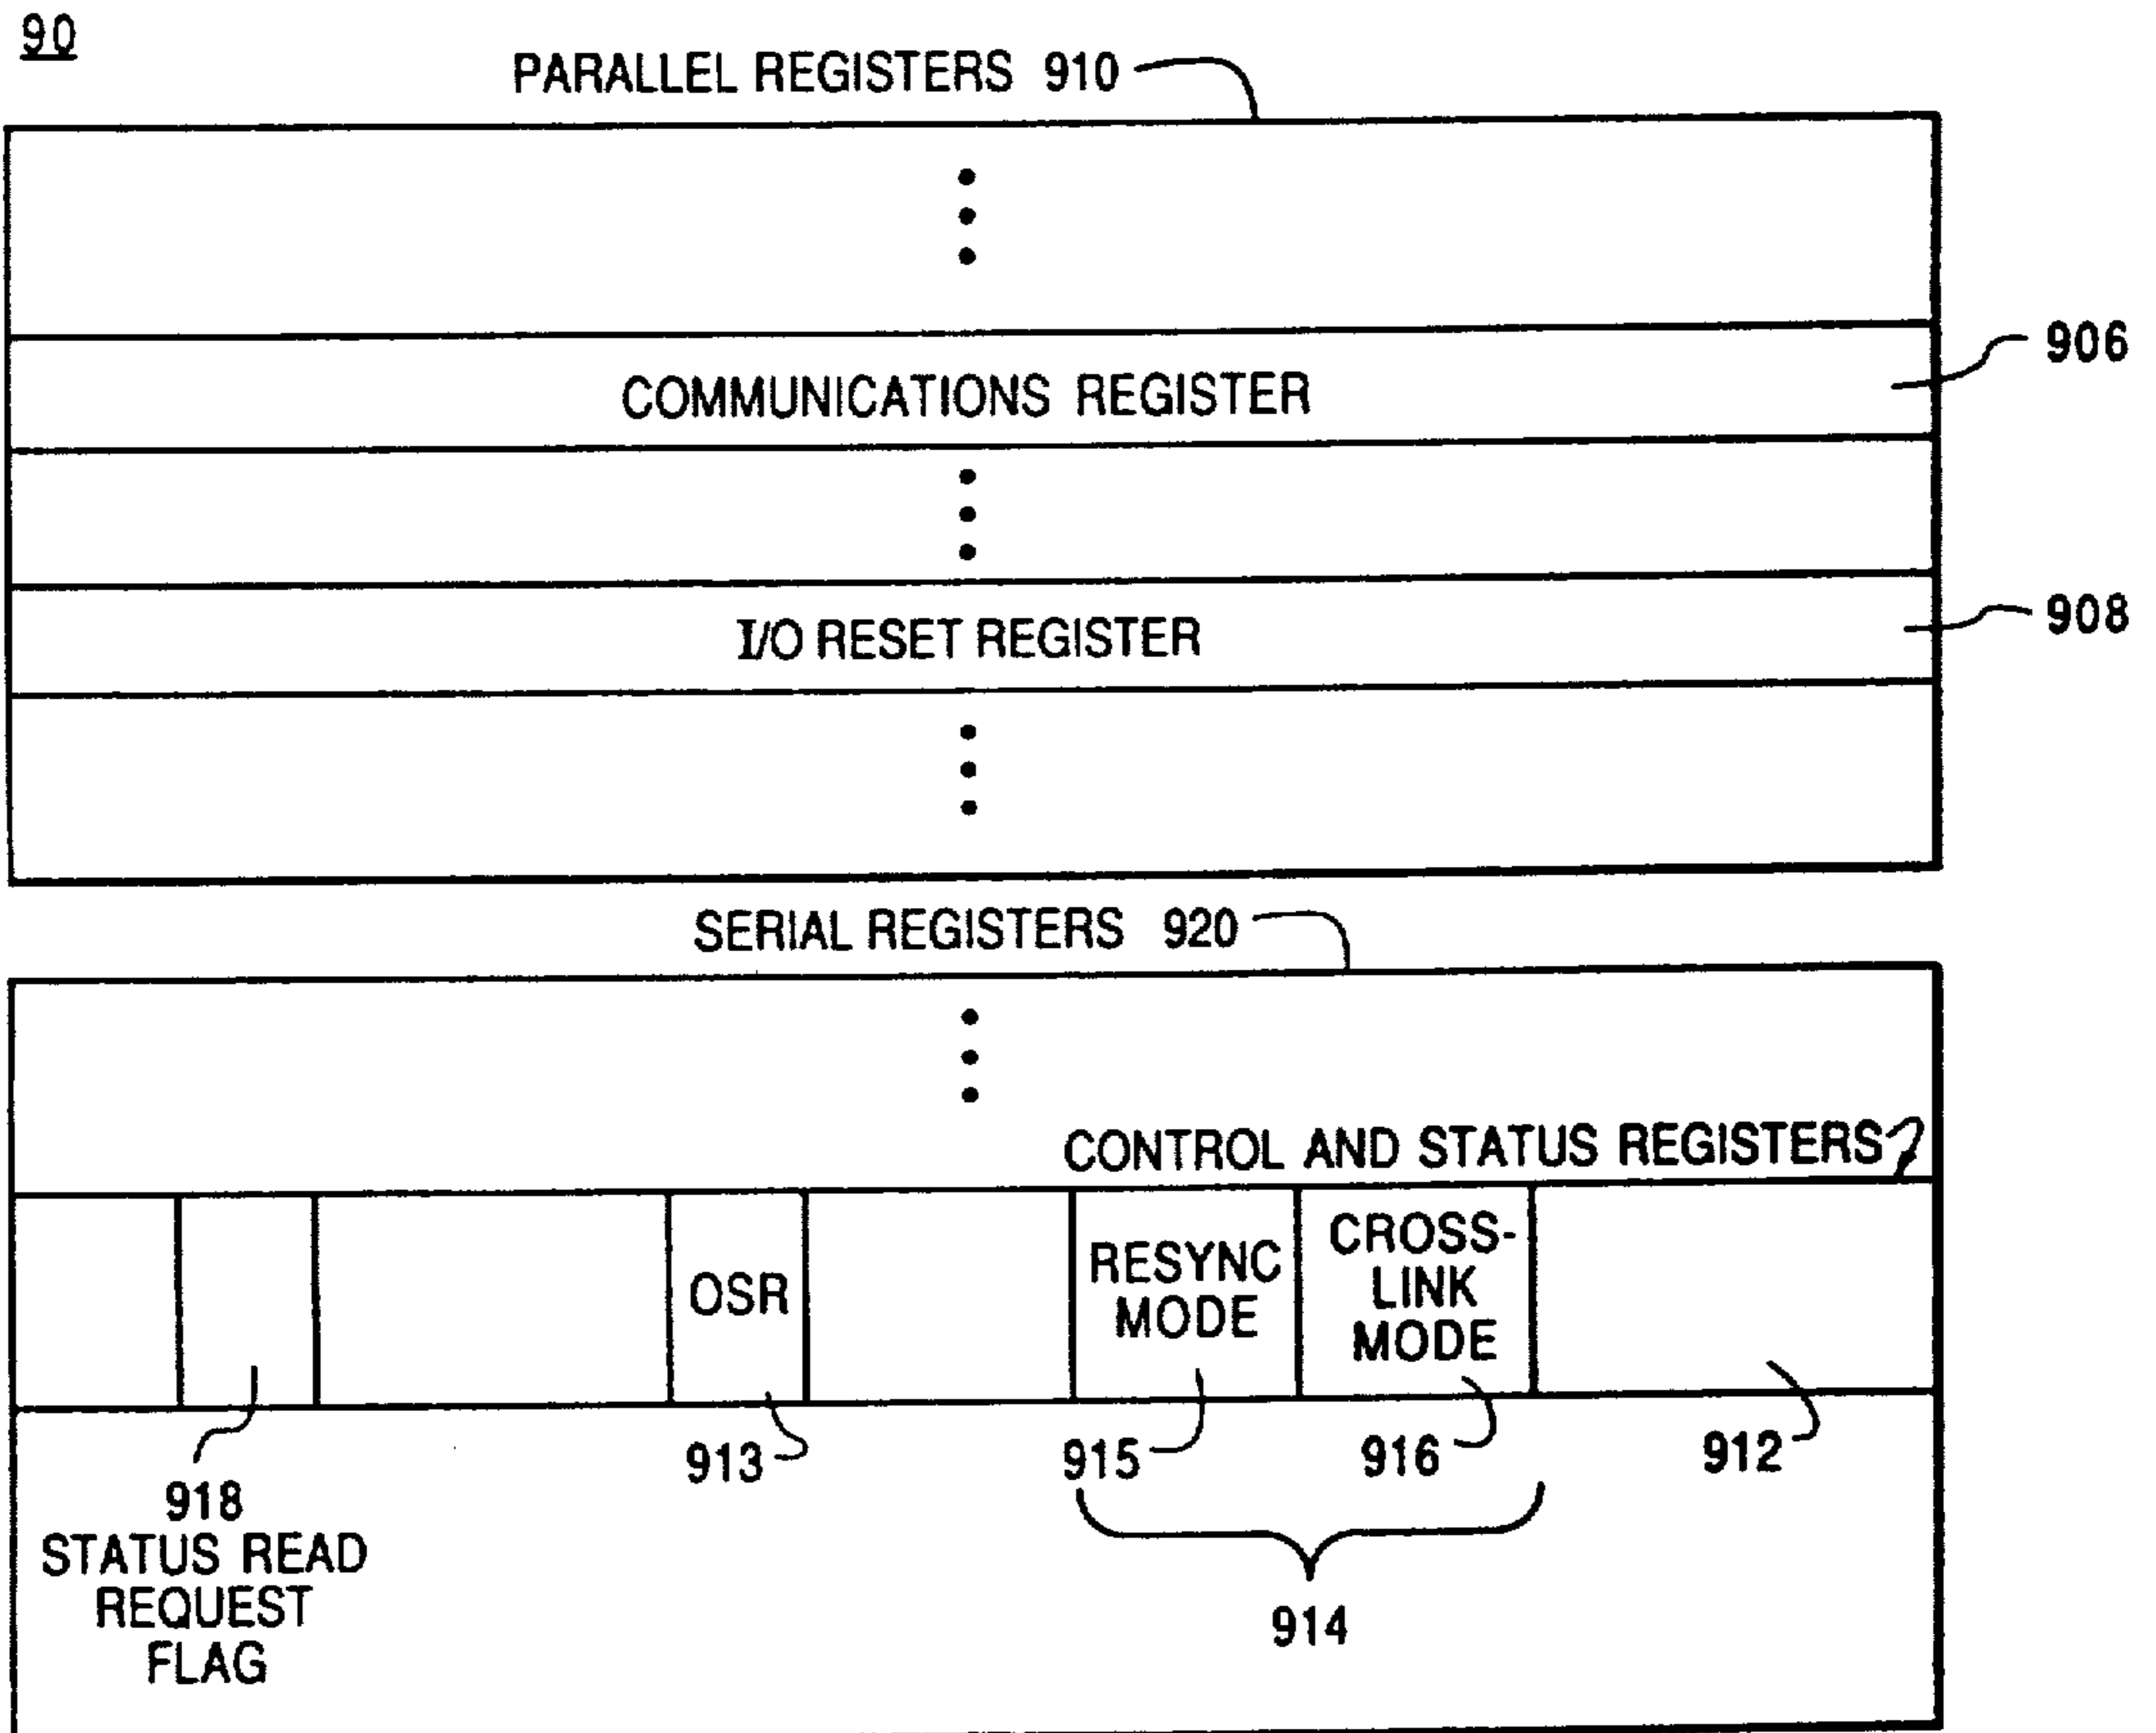 90
PARALLEL REGISTERS 910
906
COMMUNICATIONS REGISTER
908
I/O RESET REGISTER
SERIAL REGISTERS 920
CONTROL AND STATUS REGISTERS
OSR
RESYNC
MODE
CROSS-
LINK
MODE
918
STATUS READ
REQUEST
FLAG
913
915
916
912
914